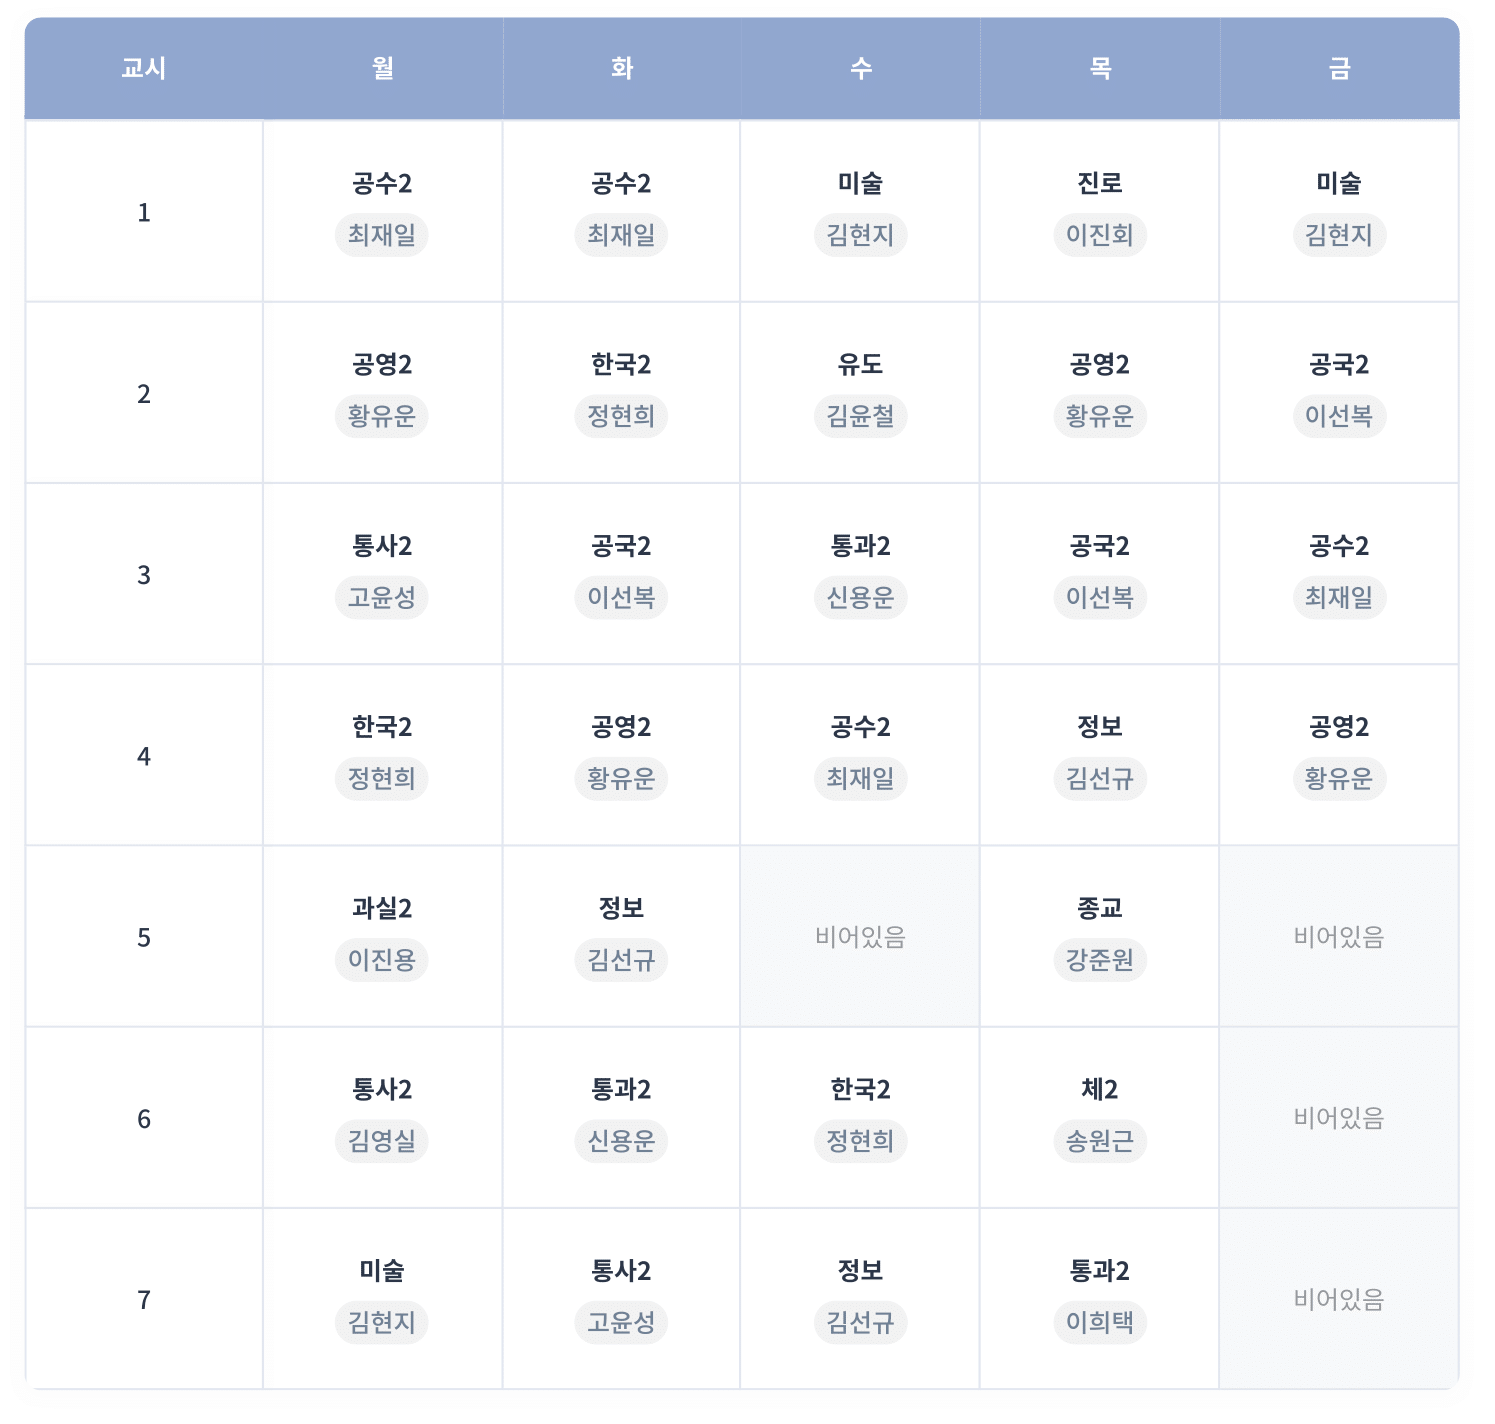 교시 월 화 수 목 금
1 공수2 공수2 미술 진로 미술
최재일 최재일 김현지 이진회 김현지
2 공영2 한국2 유도 공영2 공국2
황유운 정현희 김윤철 황유운 이선복
3 통사2 공국2 통과2 공국2 공수2
고윤성 이선복 신용운 이선복 최재일
4 한국2 공영2 공수2 정보 공영2
정현희 황유운 최재일 김선규 황유운
5 과실2 정보 비어있음 종교 비어있음
이진용 김선규 강준원
6 통사2 통과2 한국2 체2 비어있음
김영실 신용운 정현희 송원근
7 미술 통사2 정보 통과2 비어있음
김현지 고윤성 김선규 이희택